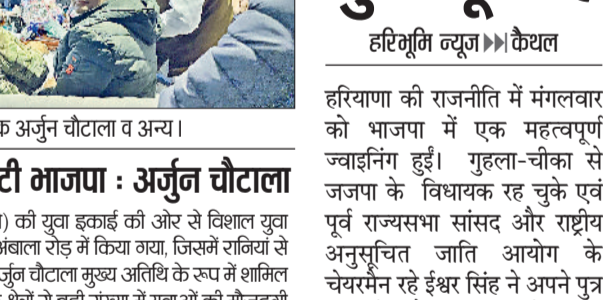 क अर्जुन चौटाला व अन्य।
टी भाजपा : अर्जुन चौटाला
) की युवा इकाई की ओर से विशाल युवा
अंबाला रोड़ में किया गया, जिसमें रानियां से
र्जुन चौटाला मुख्य अतिथि के रूप में शामिल
हरिभूमि न्यूज ▶▶| कैथल
हरियाणा की राजनीति में मंगलवार
को भाजपा में एक महत्वपूर्ण
ज्वाइनिंग हुई। गुहला-चीका से
जजपा के विधायक रह चुके एवं
पूर्व राज्यसभा सांसद और राष्ट्रीय
अनुसूचित जाति आयोग के
चेयरमैन रहे ईश्वर सिंह ने अपने पुत्र